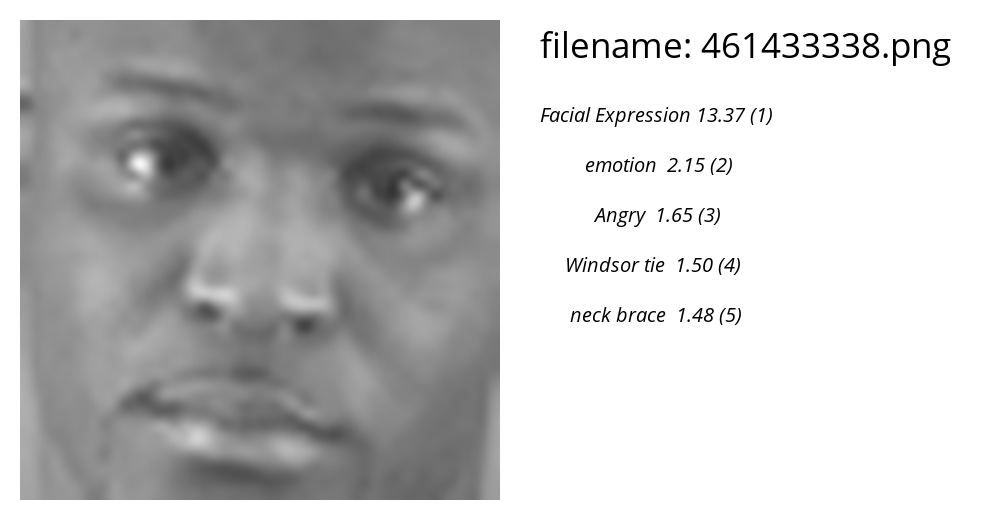 filename: 461433338.png
Facial Expression 13.37 (1)
emotion 2.15 (2)
Angry 1.65 (3)
Windsor tie 1.50 (4)
neck brace 1.48 (5)